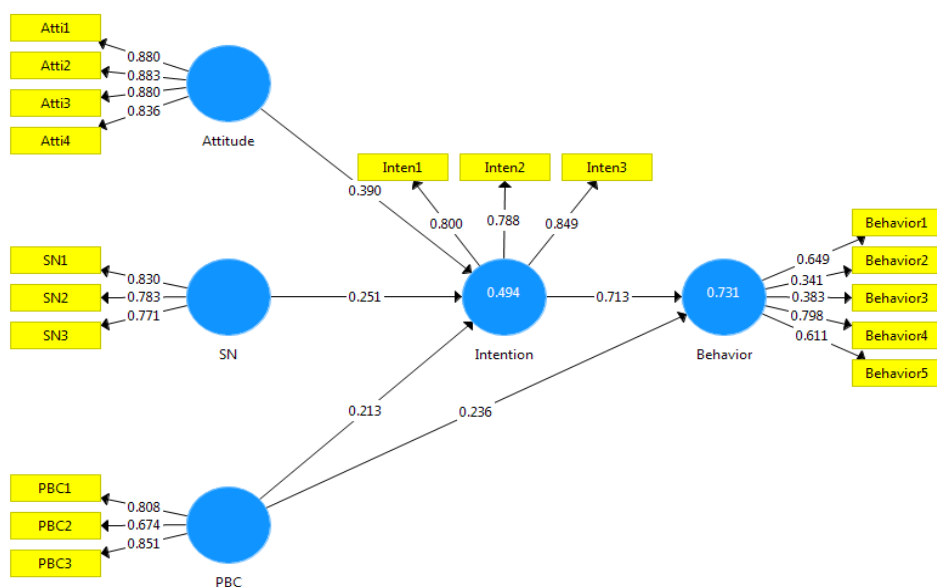 Atti1
Atti2
Atti3
Atti4
0.880
0.883
0.880
0.836
Attitude
Inten1
Inten2
Inten3
0.390
0.800
0.788
0.849
SN1
SN2
SN3
0.830
0.783
0.771
SN
0.251
0.494
Intention
0.713
0.731
Behavior
Behavior1
Behavior2
Behavior3
Behavior4
Behavior5
0.649
0.341
0.383
0.798
0.611
0.213
0.236
PBC1
PBC2
PBC3
0.808
0.674
0.851
PBC